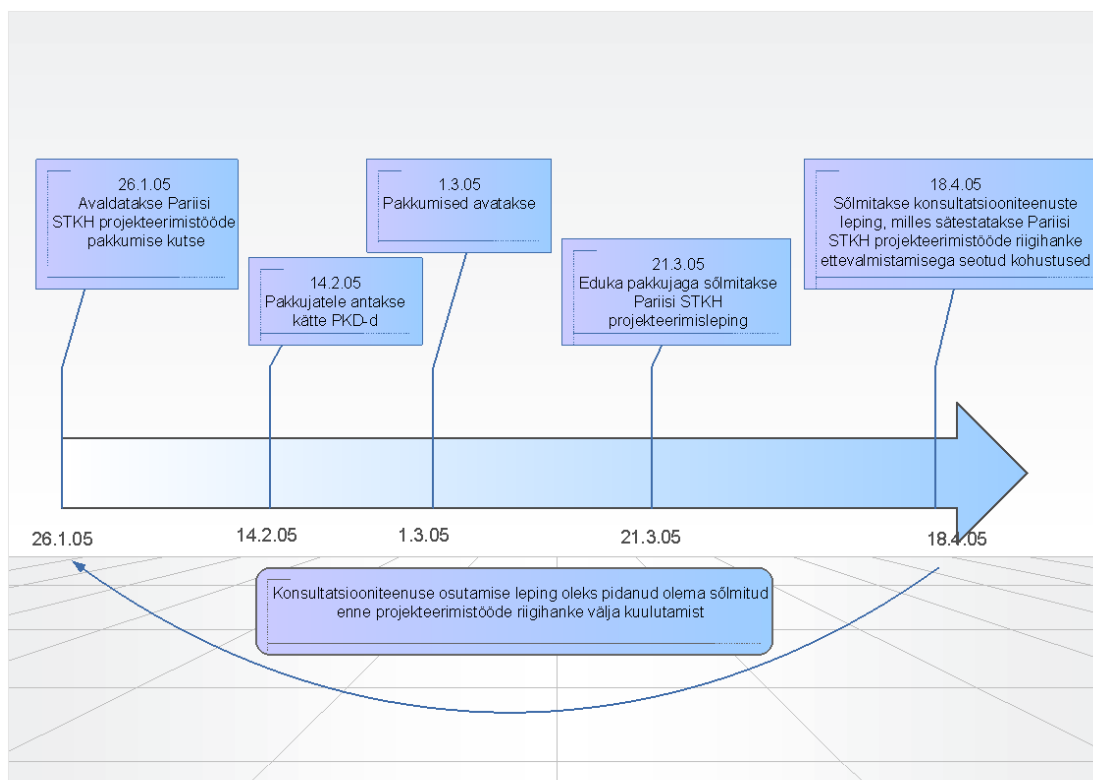 26.1.05
Avaldatakse Pariisi
STKH projekteerimistööde
pakkumise kutse
14.2.05
Pakkujatele antakse
kätte PKD-d
1.3.05
Pakkumised avatakse
21.3.05
Eduka pakkujaga sõlmitakse
Pariisi STKH
projekteerimisleping
18.4.05
Sõlmitakse konsultatsiooniteenuste
leping, milles sätestatakse Pariisi
STKH projekteerimistööde riigihanke
ettevalmistamisega seotud kohustused
26.1.05
14.2.05
1.3.05
21.3.05
18.4.05
Konsultatsiooniteenuse osutamise leping oleks pidanud olema sõlmitud
enne projekteerimistööde riigihanke välja kuulutamist